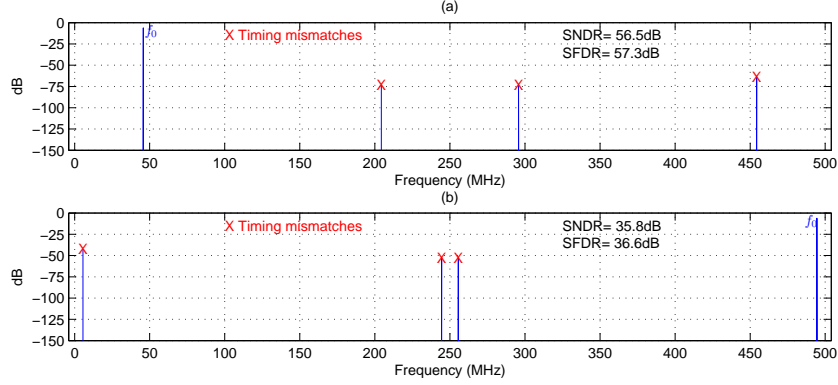 (a)
0
−25
−50
−75
−100
−125
−150
dB
f0
X Timing mismatches
SNDR= 56.5dB
SFDR= 57.3dB
X
X
X
0 50 100 150 200 250 300 350 400 450 500
Frequency (MHz)
(b)
0
−25
−50
−75
−100
−125
−150
dB
X Timing mismatches
SNDR= 35.8dB
SFDR= 36.6dB
f0
X
X
X
0 50 100 150 200 250 300 350 400 450 500
Frequency (MHz)